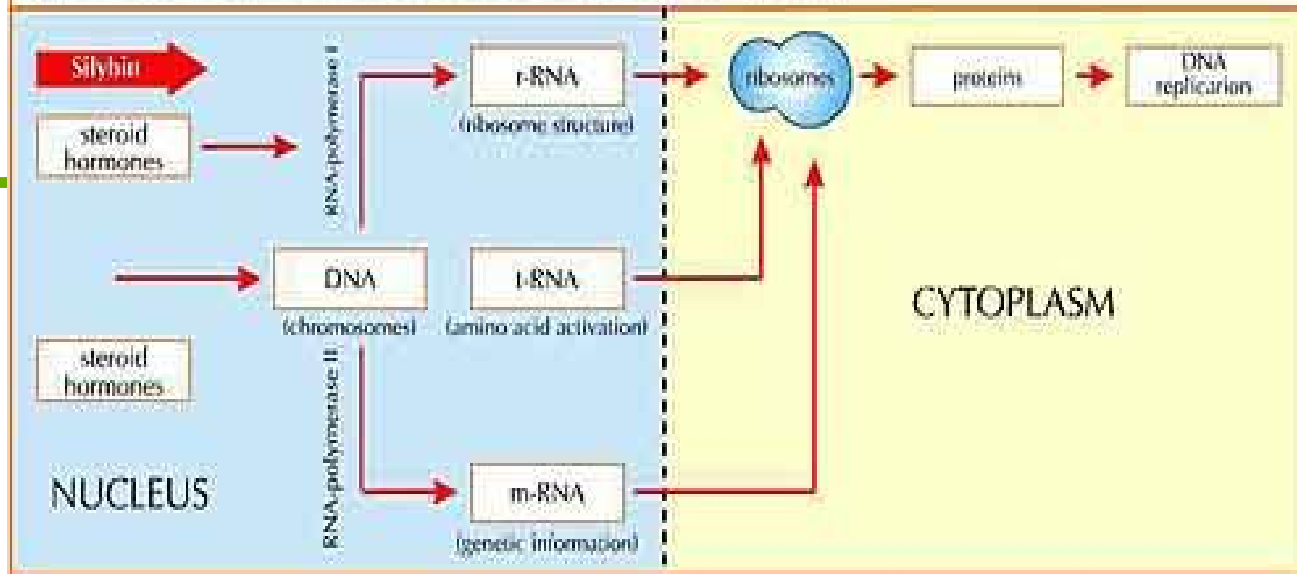 Silybin
steroid
hormones
RNA-polymerase I
r-RNA
(ribosome structure)
ribosomes
proteins
DNA
replicarion
DNA
(chromosomes)
t-RNA
(amino acid activation)
CYTOPLASM
steroid
hormones
RNA-polymerase II
NUCLEUS
m-RNA
(genetic information)